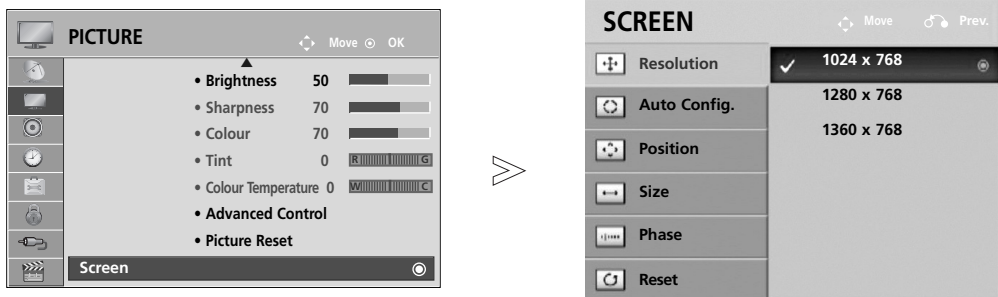 PICTURE
Move OK
• Brightness 50
• Sharpness 70
• Colour 70
• Tint 0 R G
• Colour Temperature 0 W C
• Advanced Control
• Picture Reset
Screen
SCREEN
Move Prev.
Resolution
Auto Config.
Position
Size
Phase
Reset
✓ 1024 x 768
1280 x 768
1360 x 768